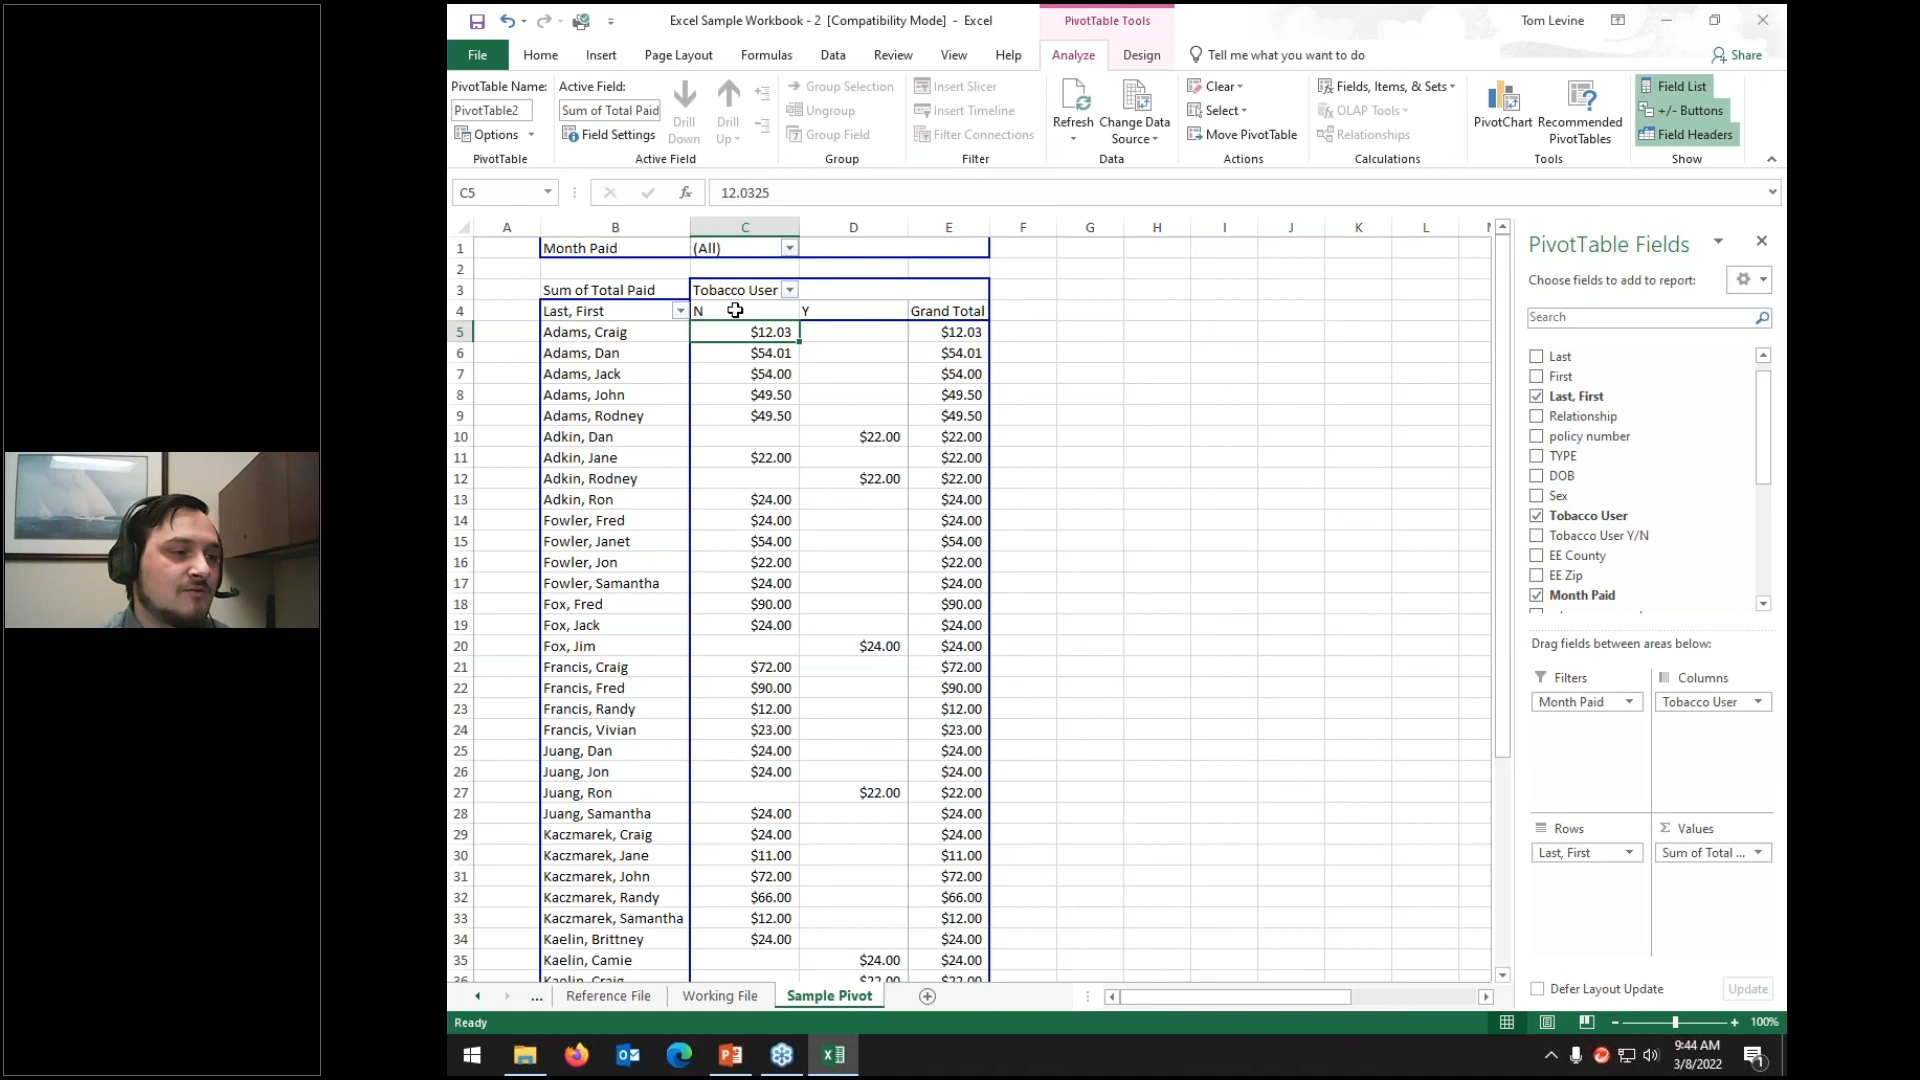 Excel Sample Workbook - 2 [Compatibility Mode] - Excel
PivotTable Tools
Tom Levine
File Home Insert Page Layout Formulas Data Review View Help Analyze Design Tell me what you want to do Share
PivotTable Name:
PivotTable2
Options
PivotTable
Active Field:
Sum of Total Paid
Field Settings
Drill Down
Drill Up
Active Field
Group Selection
Ungroup
Group Field
Group
Insert Slicer
Insert Timeline
Filter Connections
Filter
Refresh
Change Data Source
Data
Clear
Select
Move PivotTable
Actions
Fields, Items, & Sets
OLAP Tools
Relationships
Calculations
PivotChart
Recommended PivotTables
Tools
Field List
+/- Buttons
Field Headers
Show
C5 fx 12.0325
A B C D E F G H I J K L
1 Month Paid (All)
2
3 Sum of Total Paid Tobacco User
4 Last, First N Y Grand Total
5 Adams, Craig $12.03 $12.03
6 Adams, Dan $54.01 $54.01
7 Adams, Jack $54.00 $54.00
8 Adams, John $49.50 $49.50
9 Adams, Rodney $49.50 $49.50
10 Adkin, Dan $22.00 $22.00
11 Adkin, Jane $22.00 $22.00
12 Adkin, Rodney $22.00 $22.00
13 Adkin, Ron $24.00 $24.00
14 Fowler, Fred $24.00 $24.00
15 Fowler, Janet $54.00 $54.00
16 Fowler, Jon $22.00 $22.00
17 Fowler, Samantha $24.00 $24.00
18 Fox, Fred $90.00 $90.00
19 Fox, Jack $24.00 $24.00
20 Fox, Jim $24.00 $24.00
21 Francis, Craig $72.00 $72.00
22 Francis, Fred $90.00 $90.00
23 Francis, Randy $12.00 $12.00
24 Francis, Vivian $23.00 $23.00
25 Juang, Dan $24.00 $24.00
26 Juang, Jon $24.00 $24.00
27 Juang, Ron $22.00 $22.00
28 Juang, Samantha $24.00 $24.00
29 Kaczmarek, Craig $24.00 $24.00
30 Kaczmarek, Jane $11.00 $11.00
31 Kaczmarek, John $72.00 $72.00
32 Kaczmarek, Randy $66.00 $66.00
33 Kaczmarek, Samantha $12.00 $12.00
34 Kaelin, Brittney $24.00 $24.00
35 Kaelin, Camie $24.00 $24.00
36 Kaelin, Craig $22.00 $22.00
PivotTable Fields
Choose fields to add to report:
Search
Last
First
Last, First
Relationship
policy number
TYPE
DOB
Sex
Tobacco User
Tobacco User Y/N
EE County
EE Zip
Month Paid
Drag fields between areas below:
Filters Columns
Month Paid Tobacco User
Rows Σ Values
Last, First Sum of Total ...
Defer Layout Update Update
... Reference File Working File Sample Pivot
Ready
100%
9:44 AM
3/8/2022